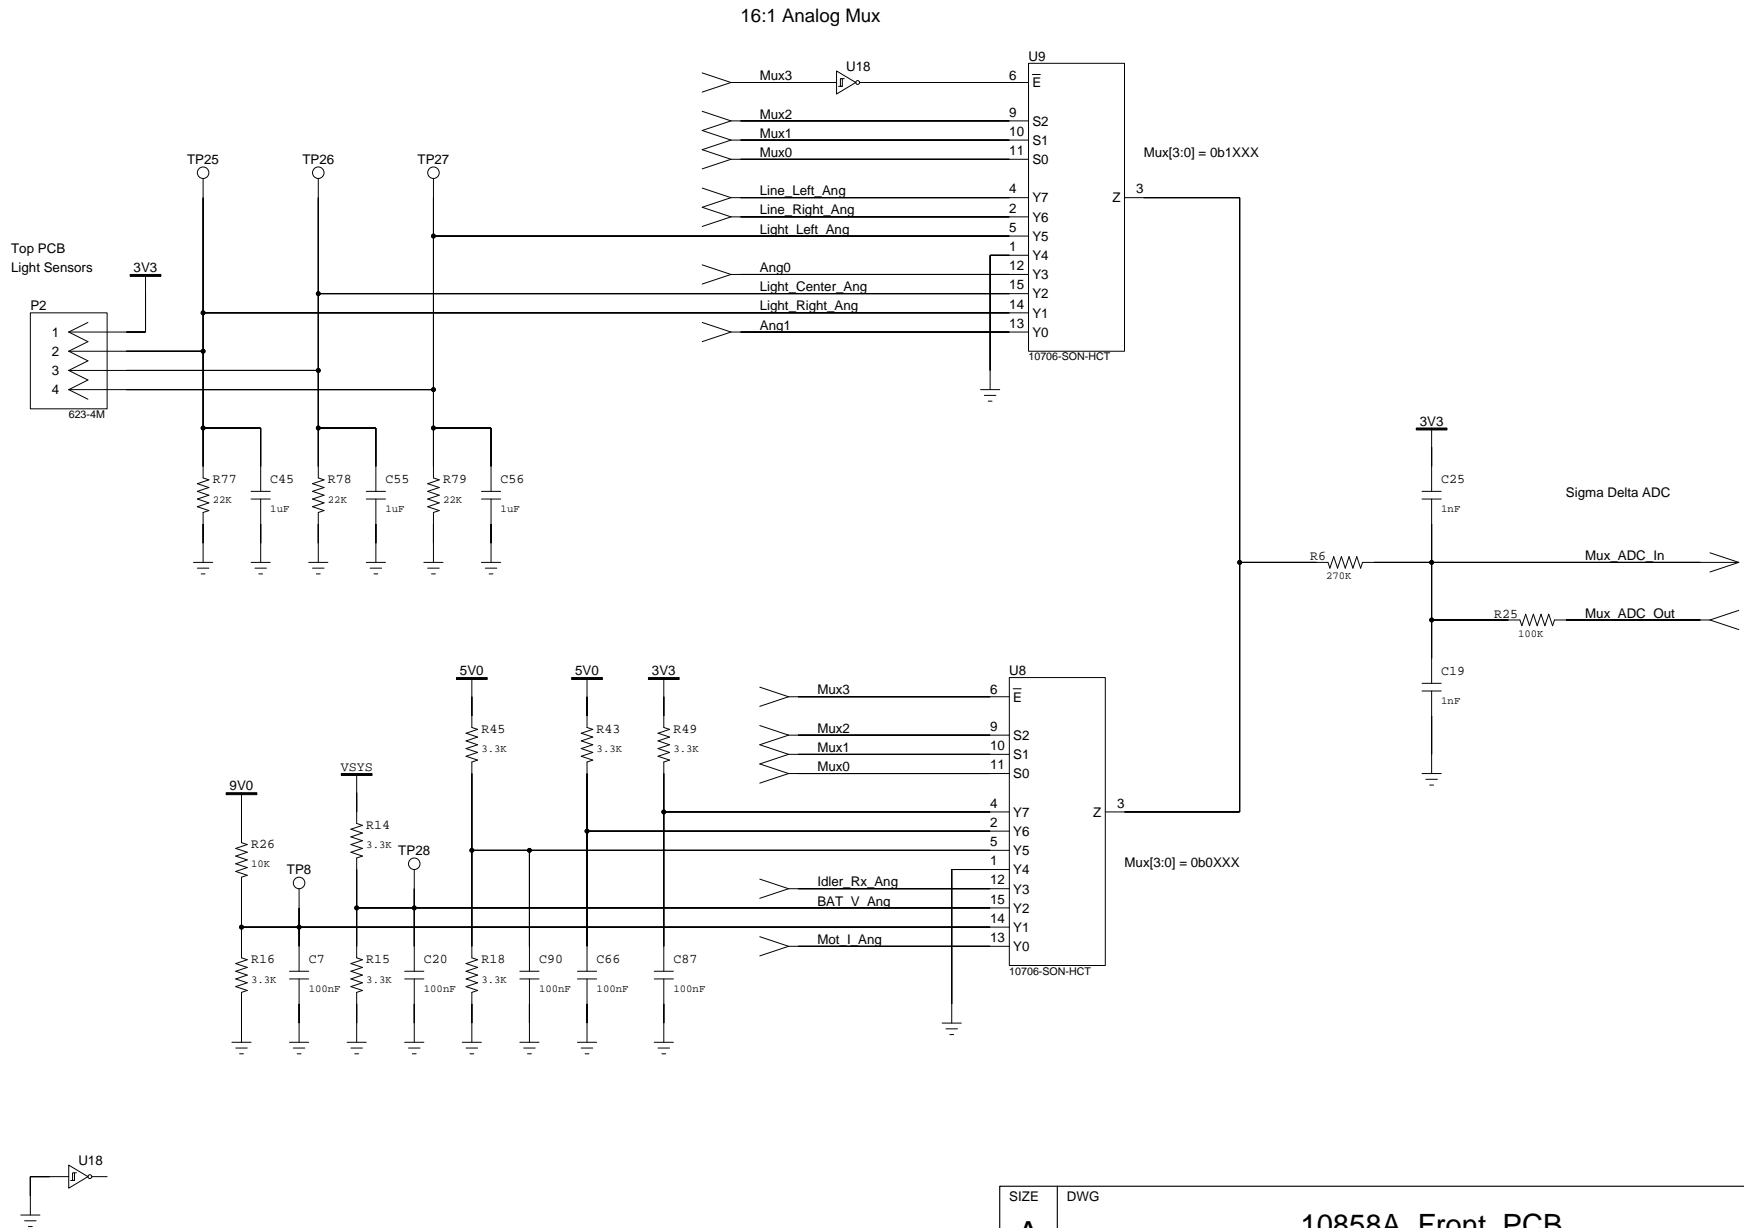 16:1 Analog Mux
U9
Mux3
U18
6
E
Mux2
9
S2
Mux1
10
S1
Mux0
11
S0
Mux[3:0] = 0b1XXX
TP25
TP26
TP27
Line_Left_Ang
4
Y7
Z
3
Line_Right_Ang
2
Y6
Light_Left_Ang
5
Y5
1
Y4
Ang0
12
Y3
Light_Center_Ang
15
Y2
Light_Right_Ang
14
Y1
Ang1
13
Y0
10706-SON-HCT
Top PCB
Light Sensors
3V3
P2
1
2
3
4
623-4M
R77
22K
C45
1uF
R78
22K
C55
1uF
R79
22K
C56
1uF
3V3
C25
1nF
Sigma Delta ADC
R6
270K
Mux_ADC_In
R25
100K
Mux_ADC_Out
C19
1nF
5V0
5V0
3V3
U8
Mux3
6
E
R45
3.3K
R43
3.3K
R49
3.3K
Mux2
9
S2
Mux1
10
S1
Mux0
11
S0
VSYS
9V0
4
Y7
Z
3
2
Y6
5
Y5
1
Y4
R14
3.3K
R26
10K
TP28
TP8
Mux[3:0] = 0b0XXX
Idler_Rx_Ang
12
Y3
BAT_V_Ang
15
Y2
14
Y1
Mot_I_Ang
13
Y0
10706-SON-HCT
R16
3.3K
C7
100nF
R15
3.3K
C20
100nF
R18
3.3K
C90
100nF
C66
100nF
C87
100nF
U18
SIZE
DWG
A
10858A_Front_PCB